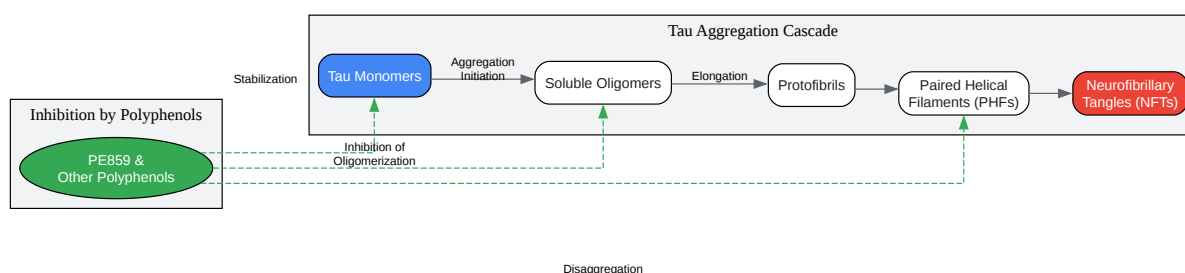 Tau Aggregation Cascade
Tau Monomers
Aggregation
Initiation
Soluble Oligomers
Elongation
Protofibrils
Paired Helical
Filaments (PHFs)
Neurofibrillary
Tangles (NFTs)
Stabilization
Inhibition by Polyphenols
PE859 &
Other Polyphenols
Inhibition of
Oligomerization
Disaggregation